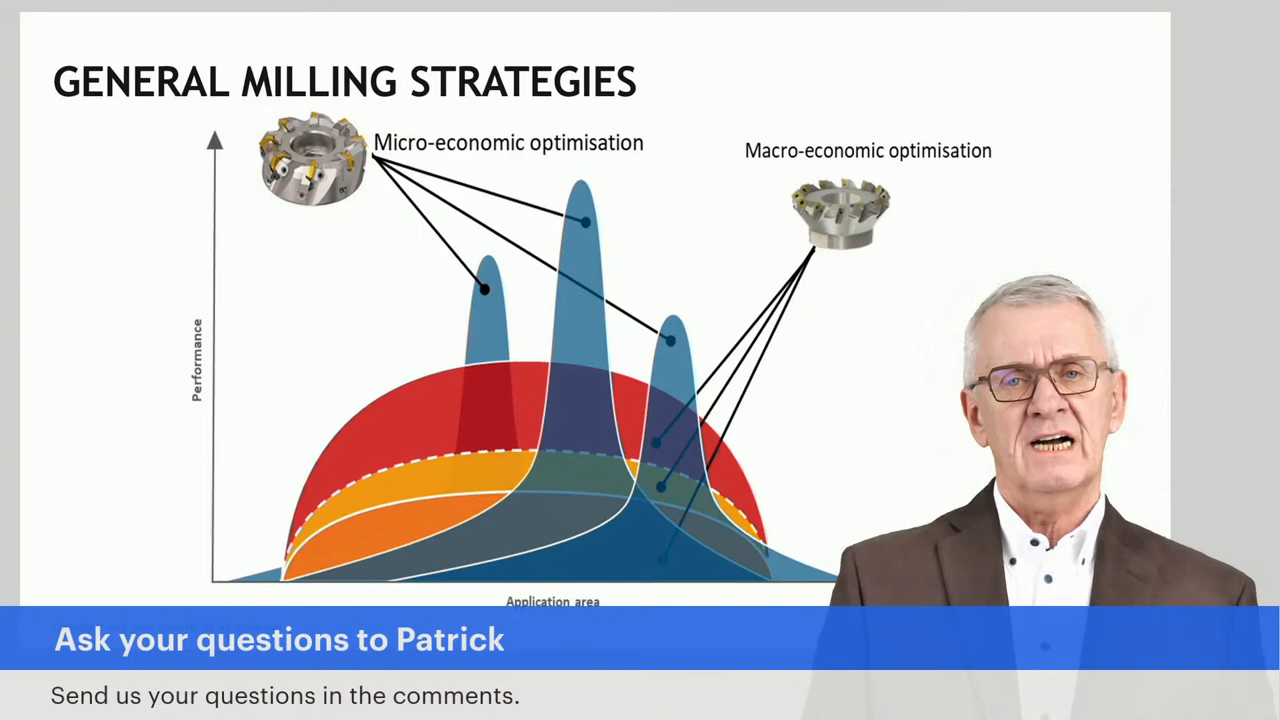 GENERAL MILLING STRATEGIES
Micro-economic optimisation
Macro-economic optimisation
Performance
Application area
Ask your questions to Patrick
Send us your questions in the comments.